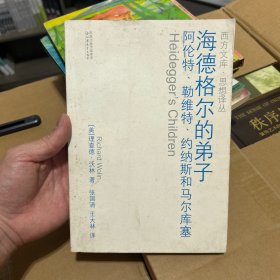 西方文库·思想译丛
海德格尔的弟子
阿伦特、勒维特、约纳斯和马尔库塞
Heidegger's Children
[美]理查德·沃林 著
Richard Wolin
张国清 王大林 译
秩序